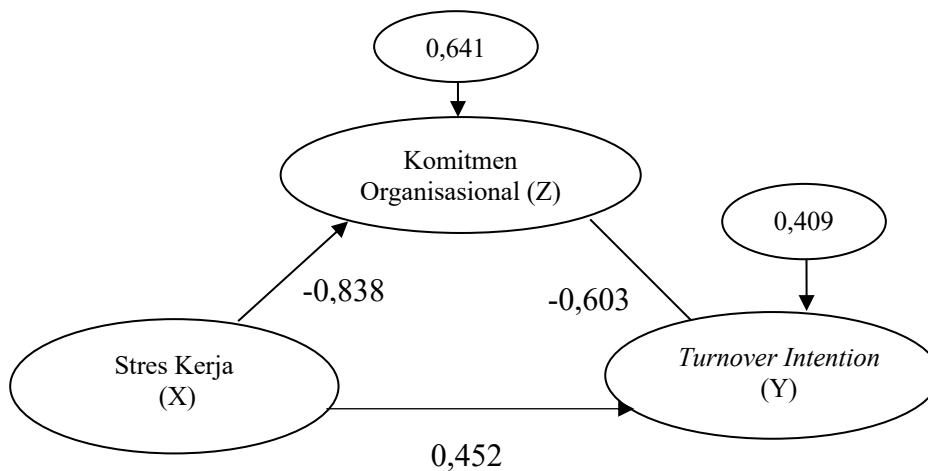 0,641
Komitmen
Organisasional (Z)
0,409
-0,838
-0,603
Stres Kerja
(X)
Turnover Intention
(Y)
0,452